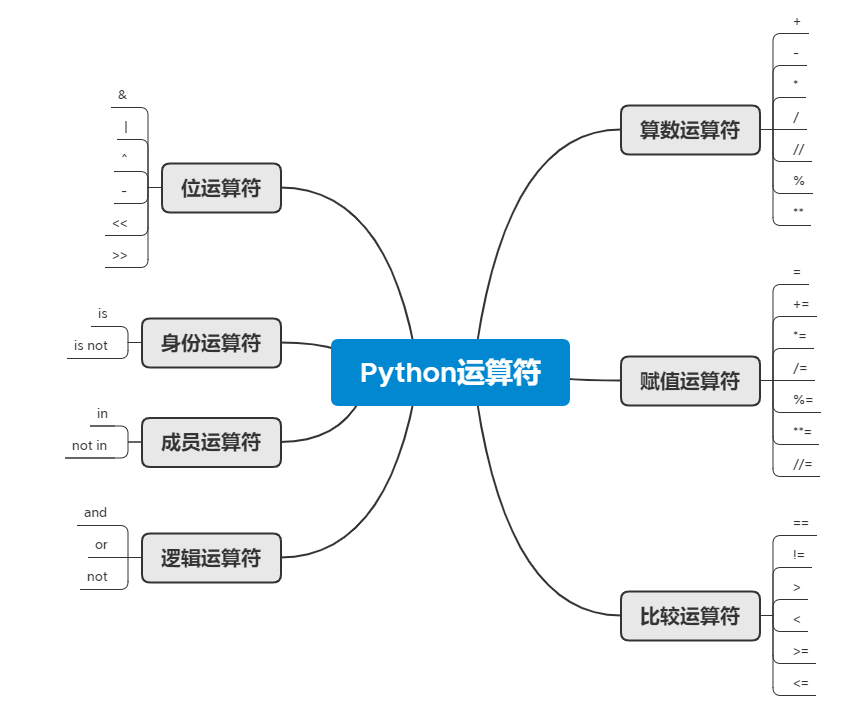 Python运算符
算数运算符
+
-
*
/
//
%
**
赋值运算符
=
+=
*=
/=
%=
**=
//=
比较运算符
==
!=
>
<
>=
<=
位运算符
&
|
^
-
<<
>>
身份运算符
is
is not
成员运算符
in
not in
逻辑运算符
and
or
not